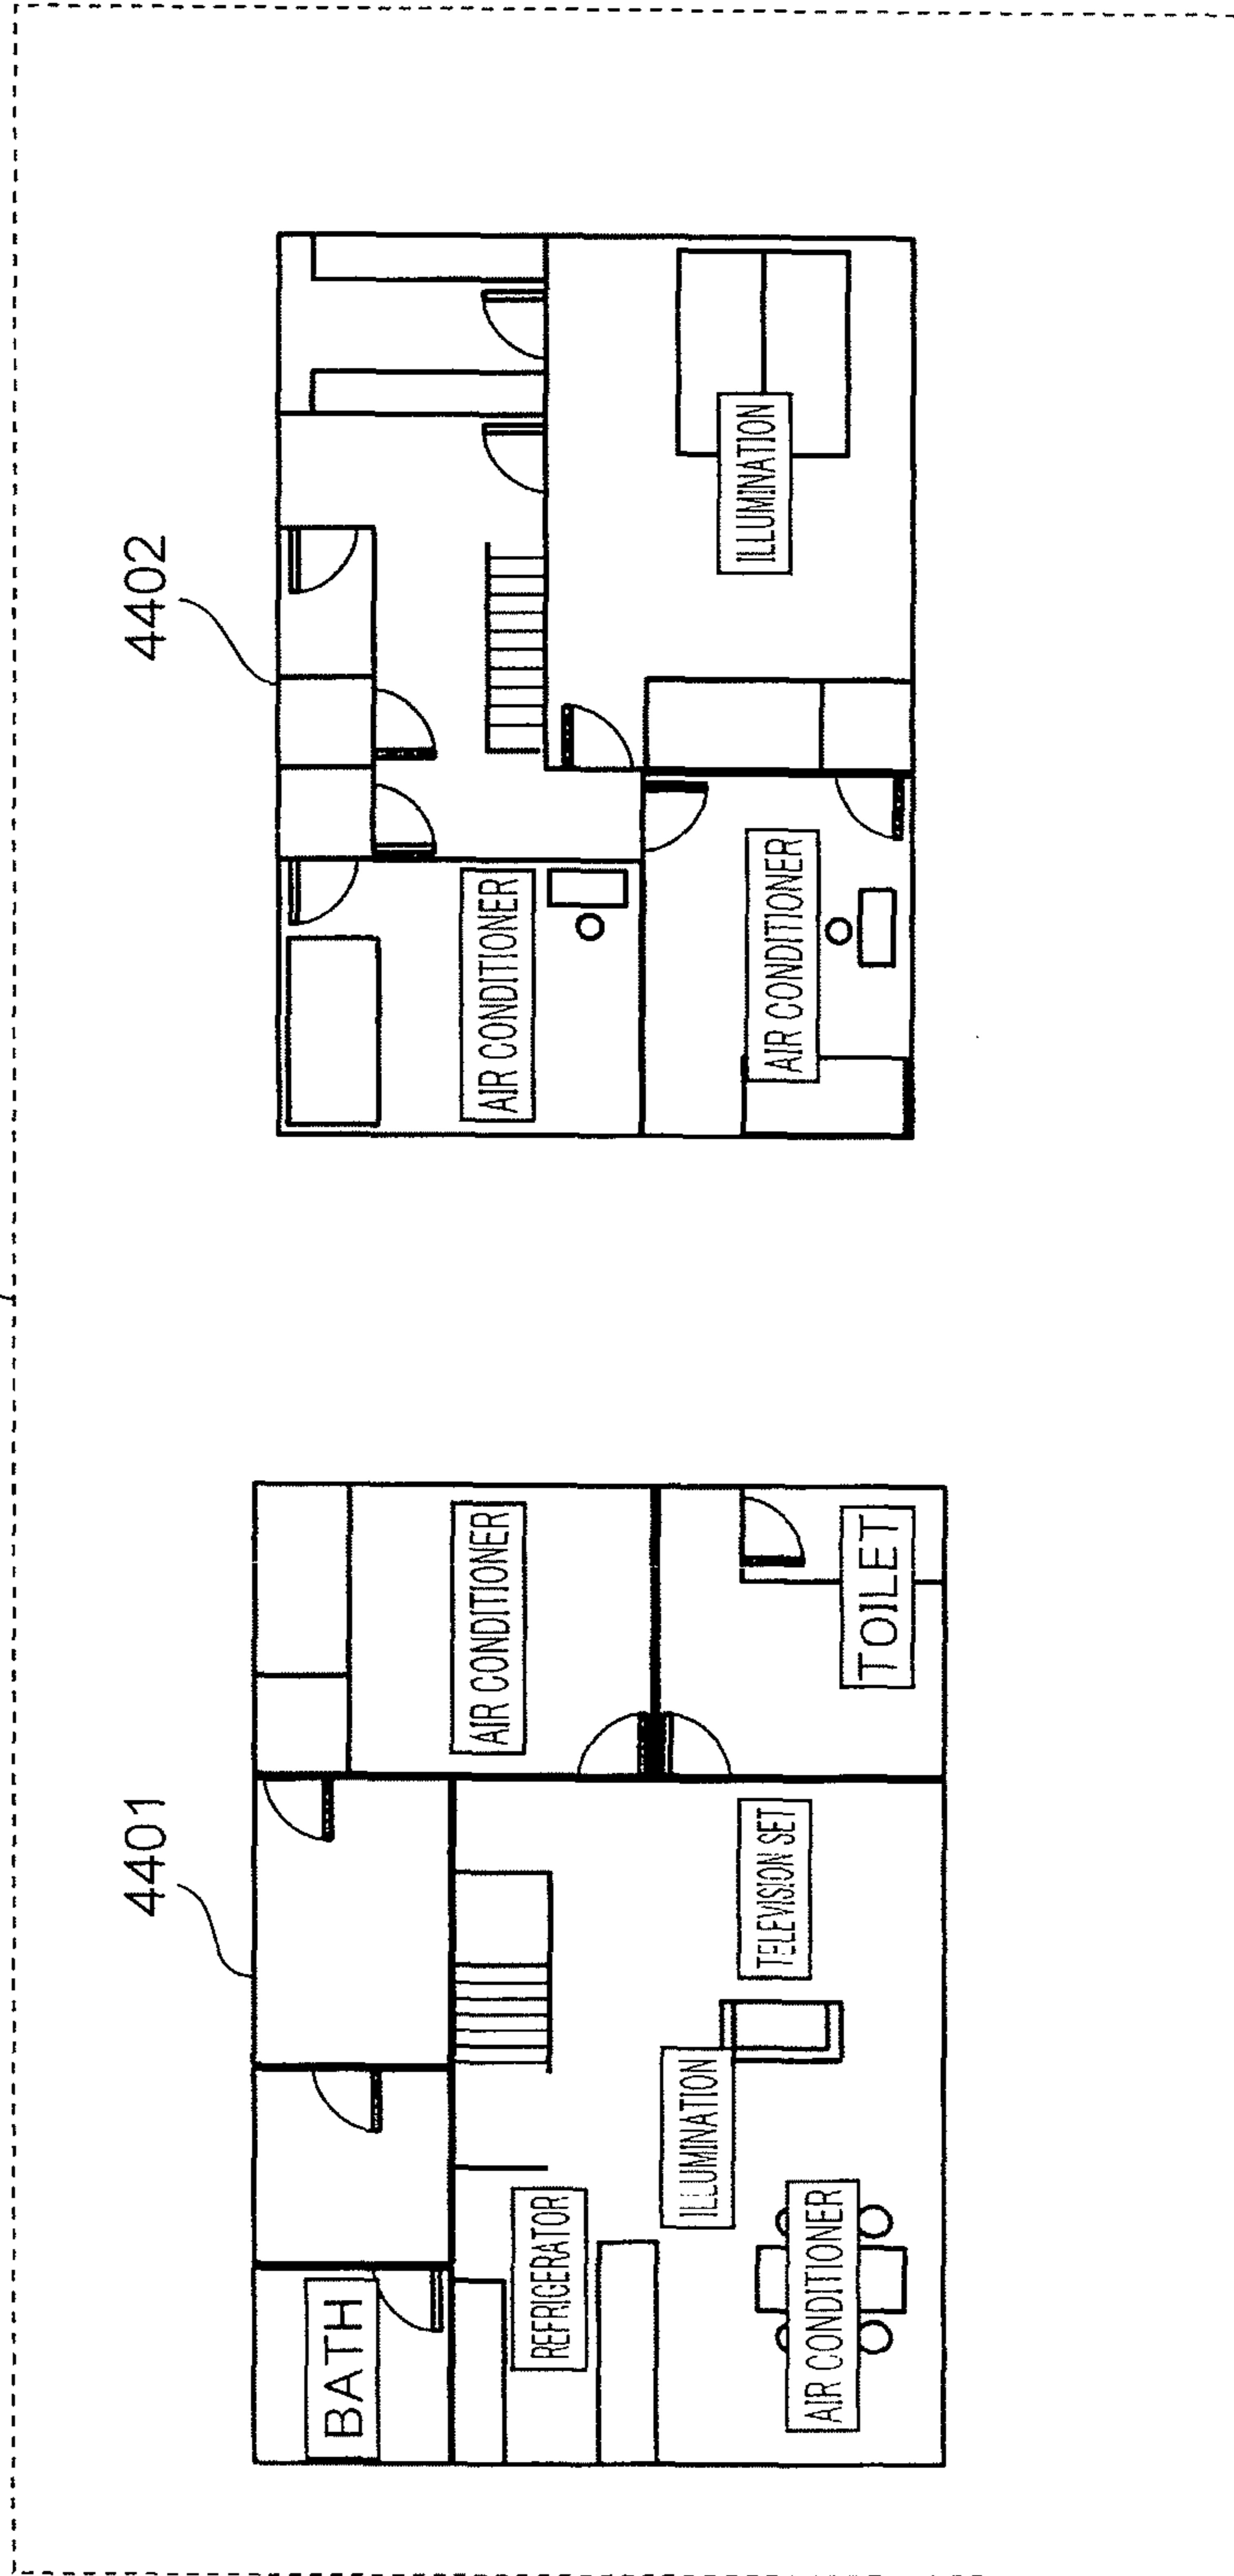 4401
BATH
REFRIGERATOR
ILLUMINATION
AIR CONDITIONER
TELEVISION SET
AIR CONDITIONER
TOILET
4402
AIR CONDITIONER
AIR CONDITIONER
ILLUMINATION